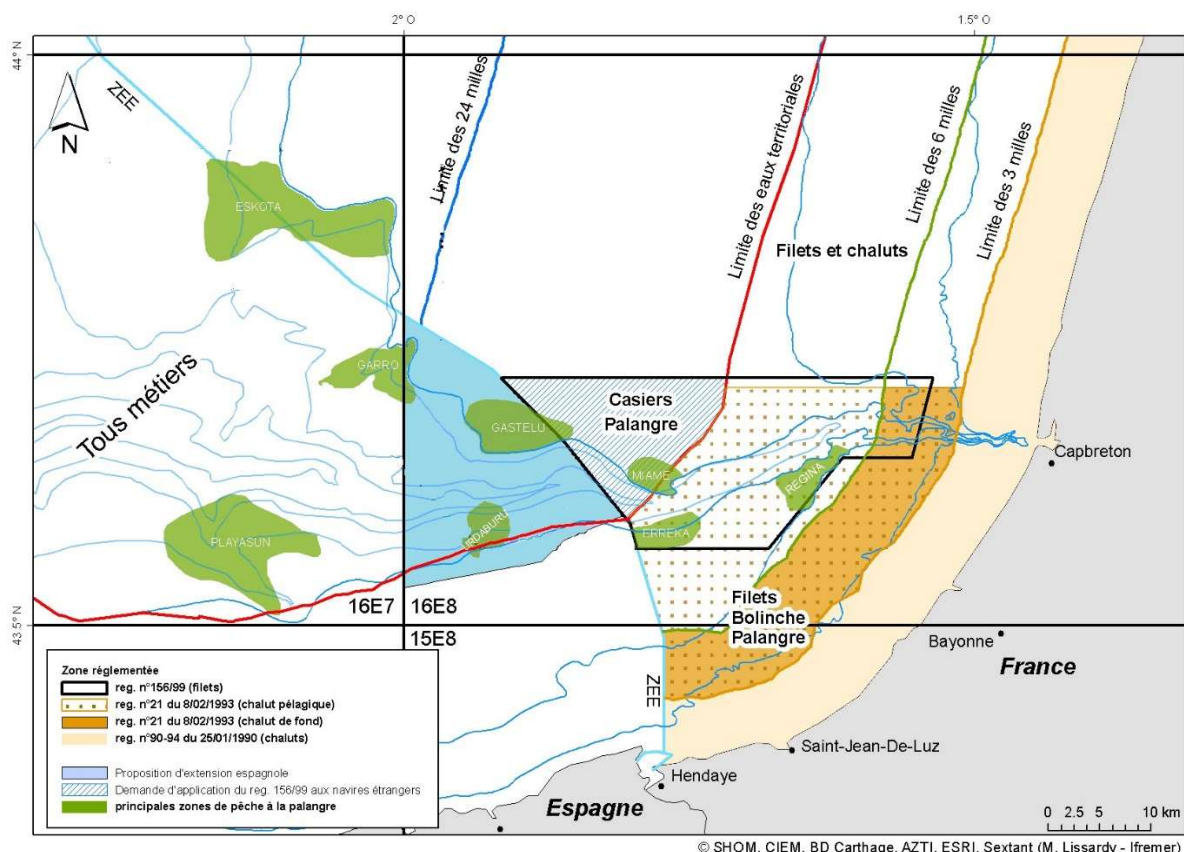 2° O
1.5° O
44° N
ZEE
N
Limite des 24 milles
Limite des eaux territoriales
Limite des 6 milles
Limite des 3 milles
ESKOTA
Filets et chaluts
Tous métiers
GARRO
Casiers
Palangre
GASTELU
MIAME
REGINA
Capbreton
PLAYASUN
URDABURU
ERREKA
16E7
16E8
43.5° N
15E8
Filets
Bolinche
Palangre
Bayonne
France
ZEE
Saint-Jean-De-Luz
Hendaye
Espagne
Zone réglementée
reg. n°156/99 (filets)
reg. n°21 du 8/02/1993 (chalut pélagique)
reg. n°21 du 8/02/1993 (chalut de fond)
reg. n°90-94 du 25/01/1990 (chaluts)
Proposition d'extension espagnole
Demande d'application du reg. 156/99 aux navires étrangers
principales zones de pêche à la palangre
0 2.5 5 10 km
© SHOM, CIEM, BD Carthage, AZTI, ESRI, Sextant (M. Lissardy - Ifremer)